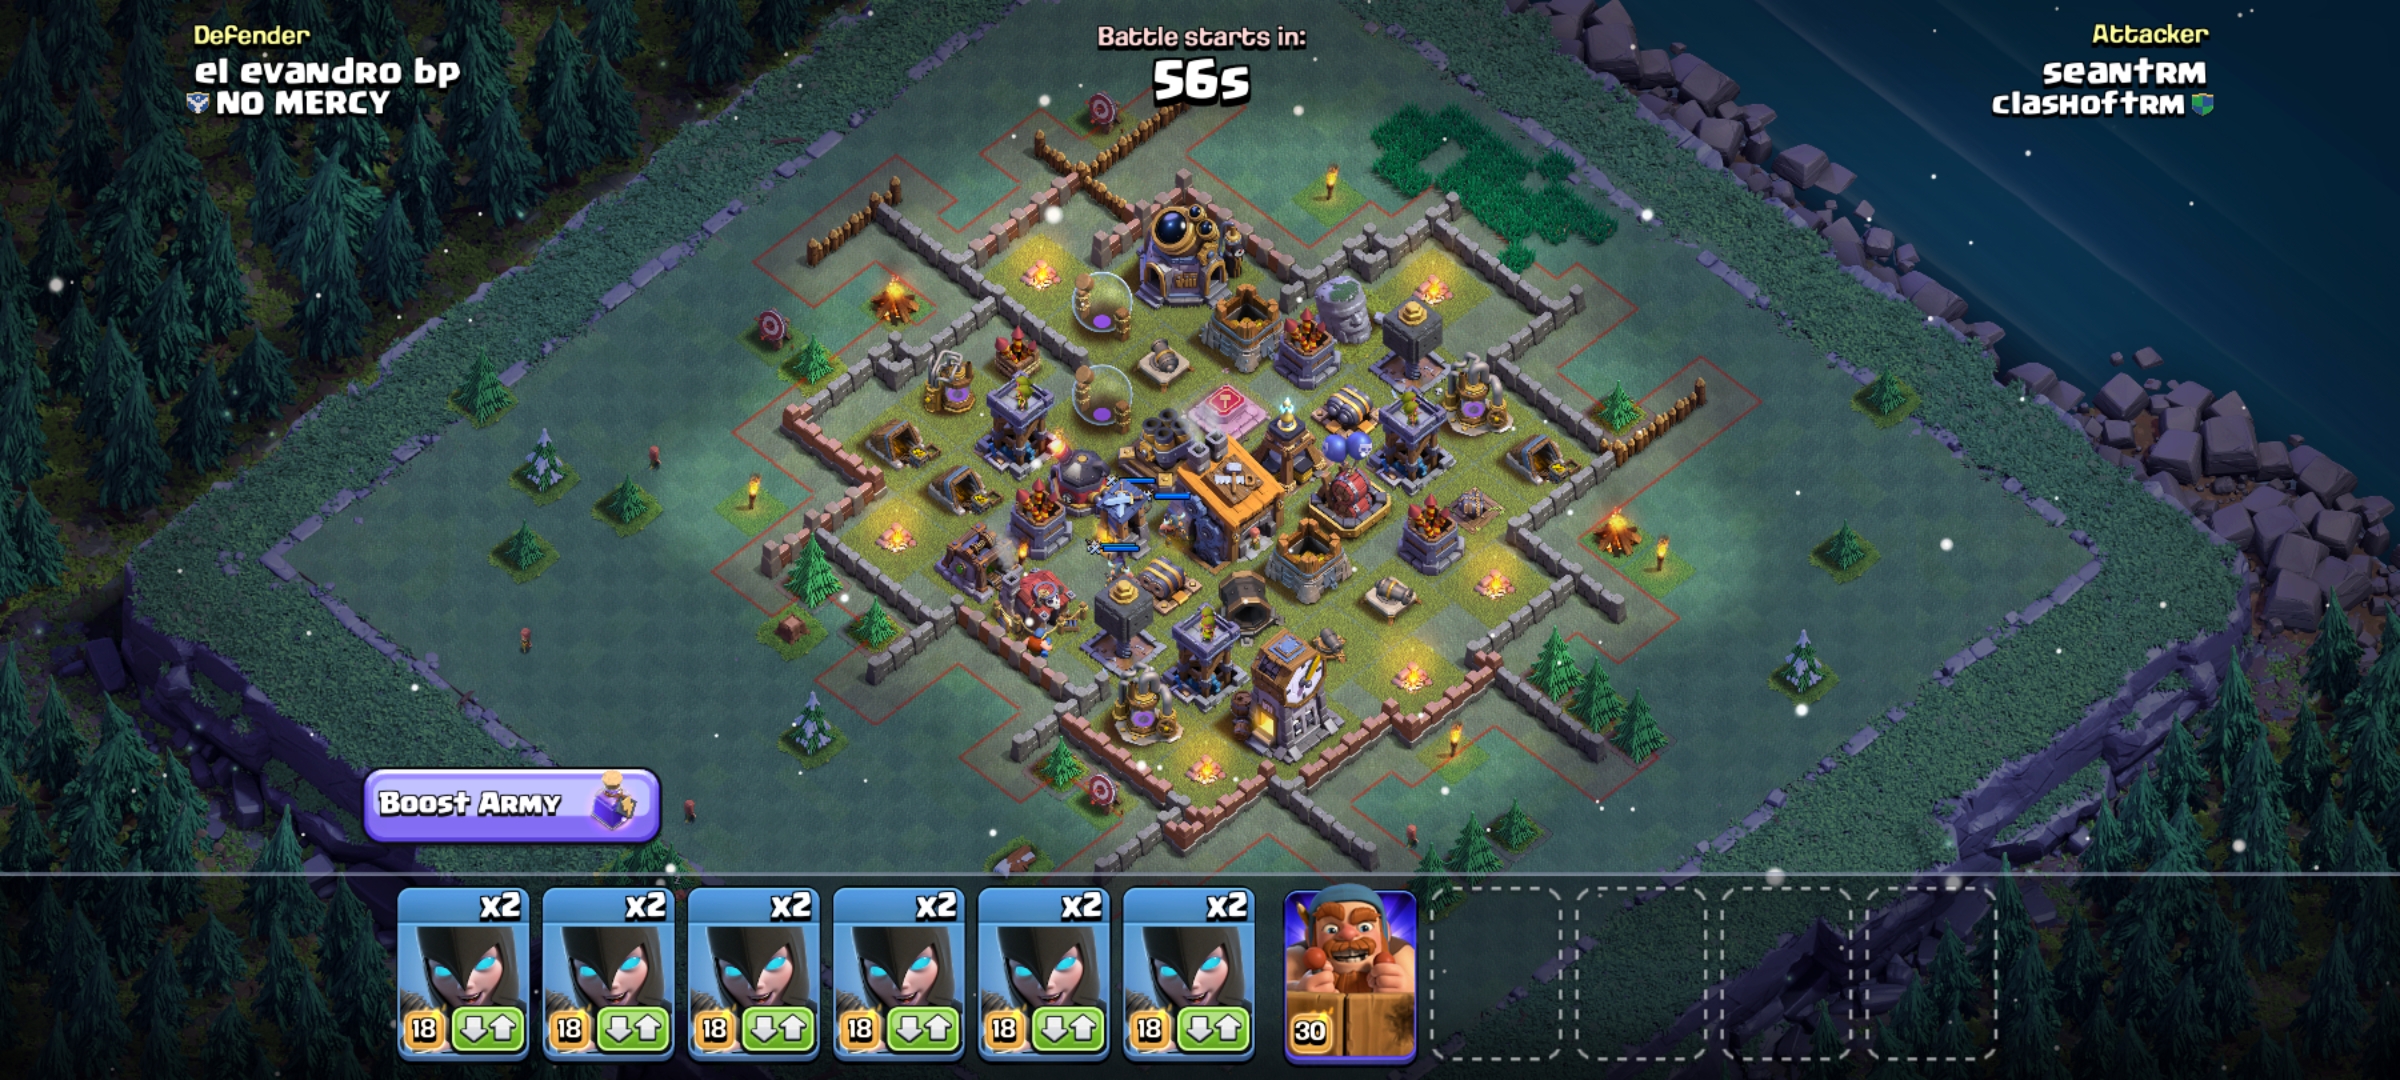 Defender
el evandro bp
NO MERCY
Battle starts in:
56s
Attacker
seantrm
clashoftrm
Boost Army
x2
x2
x2
x2
x2
x2
18
18
18
18
18
18
30